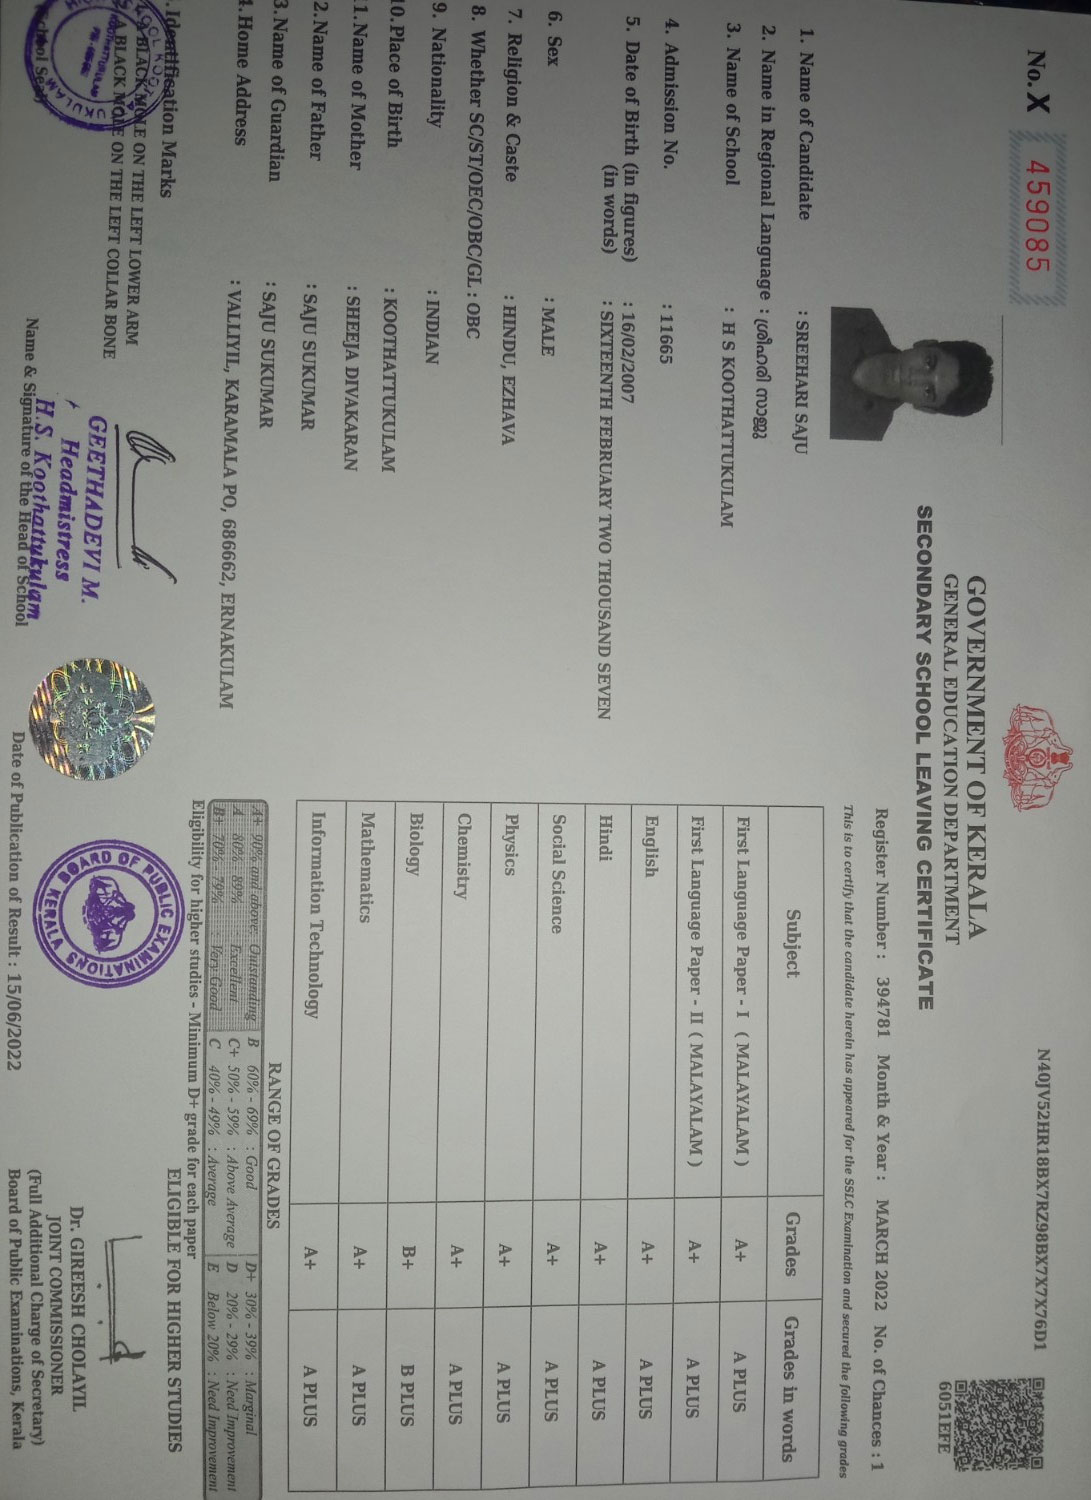 No. X 459085
N40JV52HR18BX7RZ98BX7X7X76D1
6051EFE
GOVERNMENT OF KERALA
GENERAL EDUCATION DEPARTMENT
SECONDARY SCHOOL LEAVING CERTIFICATE
Register Number : 394781 Month & Year : MARCH 2022 No. of Chances : 1
This is to certify that the candidate herein has appeared for the SSLC Examination and secured the following grades
1. Name of Candidate : SREEHARI SAJU
2. Name in Regional Language : ശ്രീഹരി സാജു
3. Name of School : H S KOOTHATTUKULAM
4. Admission No. : 11665
5. Date of Birth (in figures) : 16/02/2007
(in words) : SIXTEENTH FEBRUARY TWO THOUSAND SEVEN
6. Sex : MALE
7. Religion & Caste : HINDU, EZHAVA
8. Whether SC/ST/OEC/OBC/GL : OBC
9. Nationality : INDIAN
10. Place of Birth : KOOTHATTUKULAM
1. Name of Mother : SHEEJA DIVAKARAN
2. Name of Father : SAJU SUKUMAR
3. Name of Guardian : SAJU SUKUMAR
4. Home Address : VALLIYIL, KARAMALA PO, 686662, ERNAKULAM
. Identification Marks
A BLACK MOLE ON THE LEFT LOWER ARM
A BLACK MOLE ON THE LEFT COLLAR BONE
School Seal
GEETHADEVI M.
Headmistress
H.S. Koothattukulam
Name & Signature of the Head of School
Subject Grades Grades in words
First Language Paper - I ( MALAYALAM ) A+ A PLUS
First Language Paper - II ( MALAYALAM ) A+ A PLUS
English A+ A PLUS
Hindi A+ A PLUS
Social Science A+ A PLUS
Physics A+ A PLUS
Chemistry A+ A PLUS
Biology B+ B PLUS
Mathematics A+ A PLUS
Information Technology A+ A PLUS
RANGE OF GRADES
A+ 90% and above: Outstanding B 60% - 69% : Good D+ 30% - 39% : Marginal
A 80% - 89% Excellent C+ 50% - 59% : Above Average D 20% - 29% : Need Improvement
B+ 70% - 79% Very Good C 40% - 49% : Average E Below 20% : Need Improvement
Eligibility for higher studies - Minimum D+ grade for each paper
ELIGIBLE FOR HIGHER STUDIES
BOARD OF PUBLIC EXAMINATIONS
KERALA
Date of Publication of Result : 15/06/2022
Dr. GIREESH CHOLAYIL
JOINT COMMISSIONER
(Full Additional Charge of Secretary)
Board of Public Examinations, Kerala